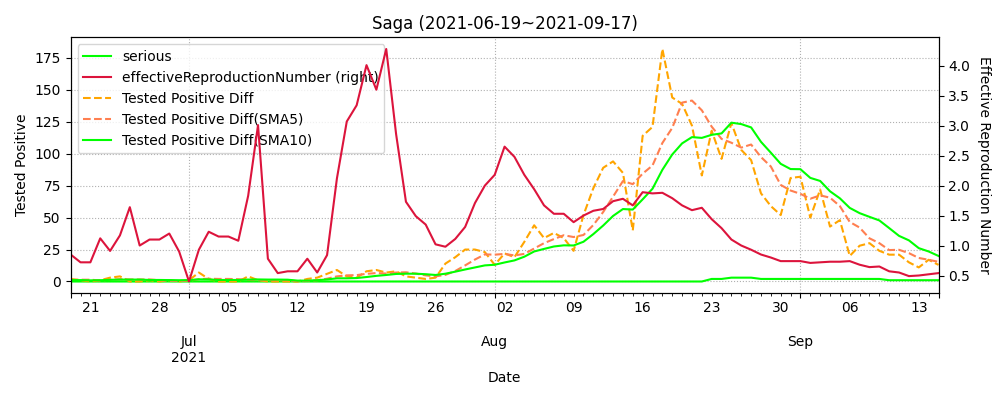 Saga (2021-06-19~2021-09-17)
serious
effectiveReproductionNumber (right)
Tested Positive Diff
Tested Positive Diff(SMA5)
Tested Positive Diff(SMA10)
Tested Positive
175
150
125
100
75
50
25
0
4.0
3.5
3.0
2.5
2.0
1.5
1.0
0.5
Effective Reproduction Number
21 28 05 12 19 26 02 09 16 23 30 06 13
Jul Aug Sep
2021
Date